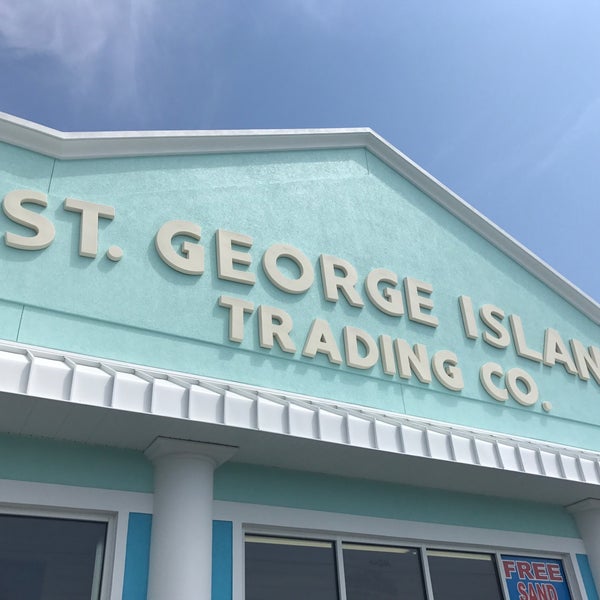 ST. GEORGE ISLAN
TRADING CO.
FREE
SAND